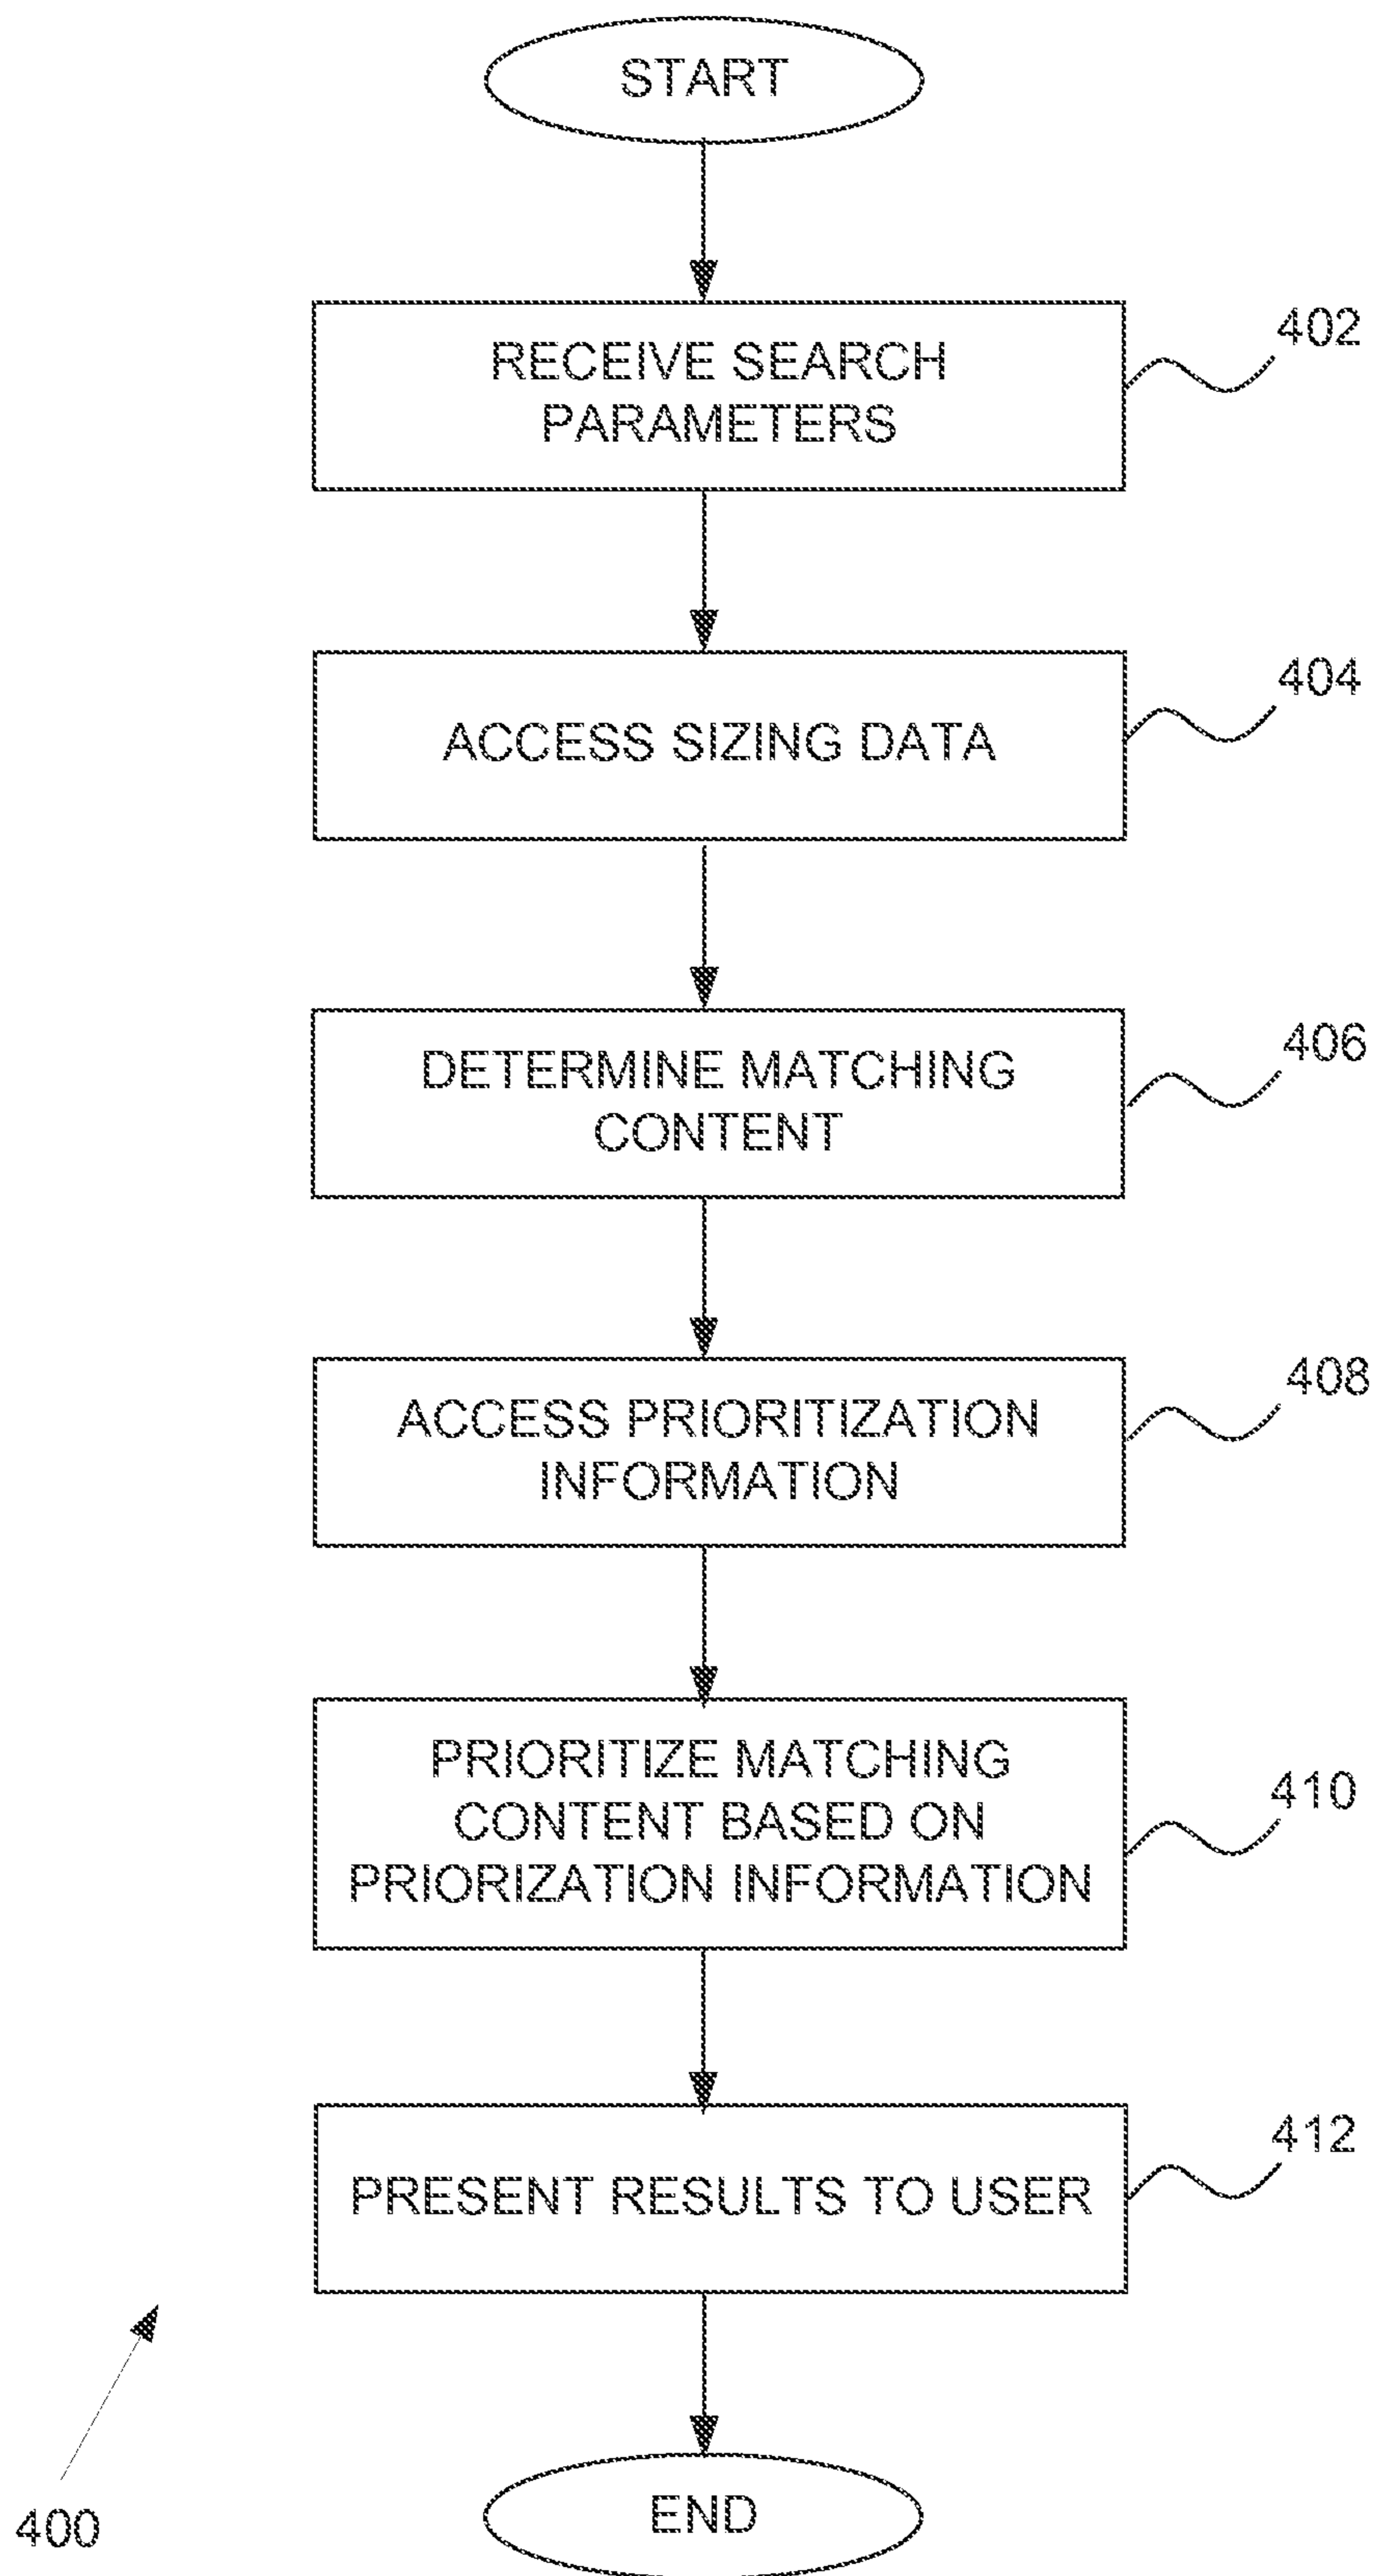 START
RECEIVE SEARCH
PARAMETERS
402
ACCESS SIZING DATA
404
DETERMINE MATCHING
CONTENT
406
ACCESS PRIORITIZATION
INFORMATION
408
PRIORITIZE MATCHING
CONTENT BASED ON
PRIORIZATION INFORMATION
410
PRESENT RESULTS TO USER
412
END
400